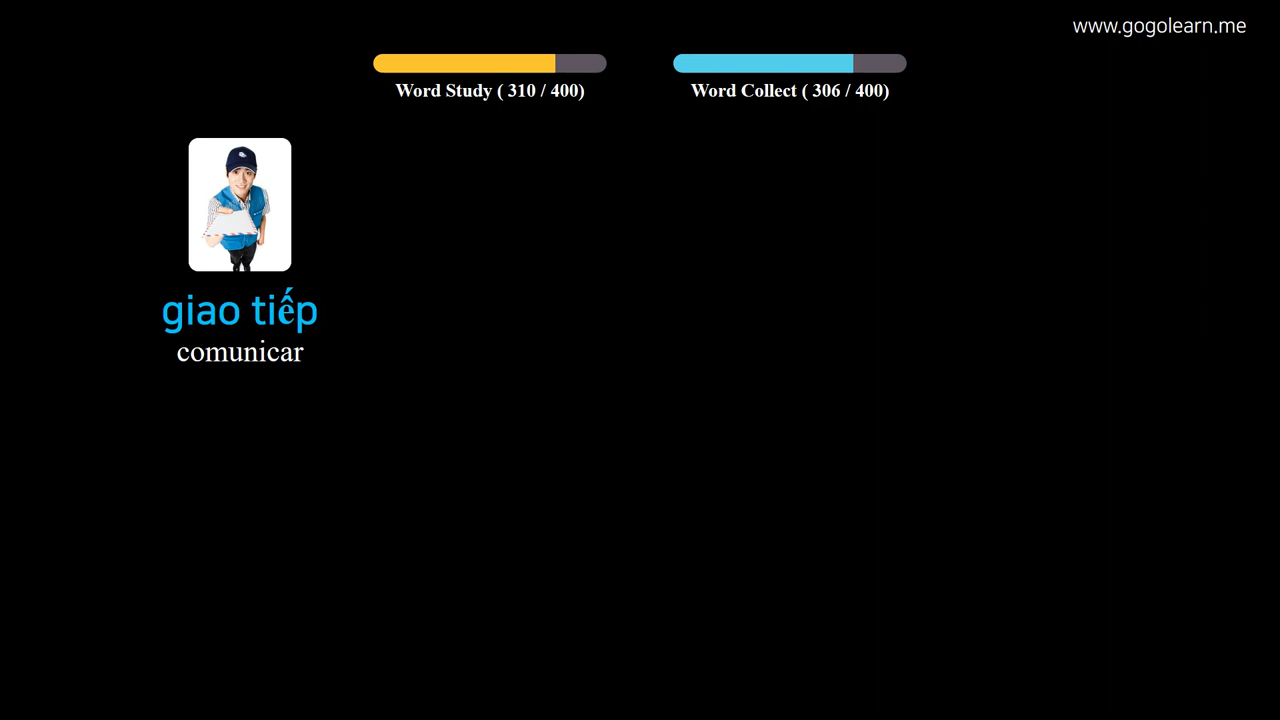 www.gogolearn.me
Word Study ( 310 / 400)
Word Collect ( 306 / 400)
giao tiếp
comunicar